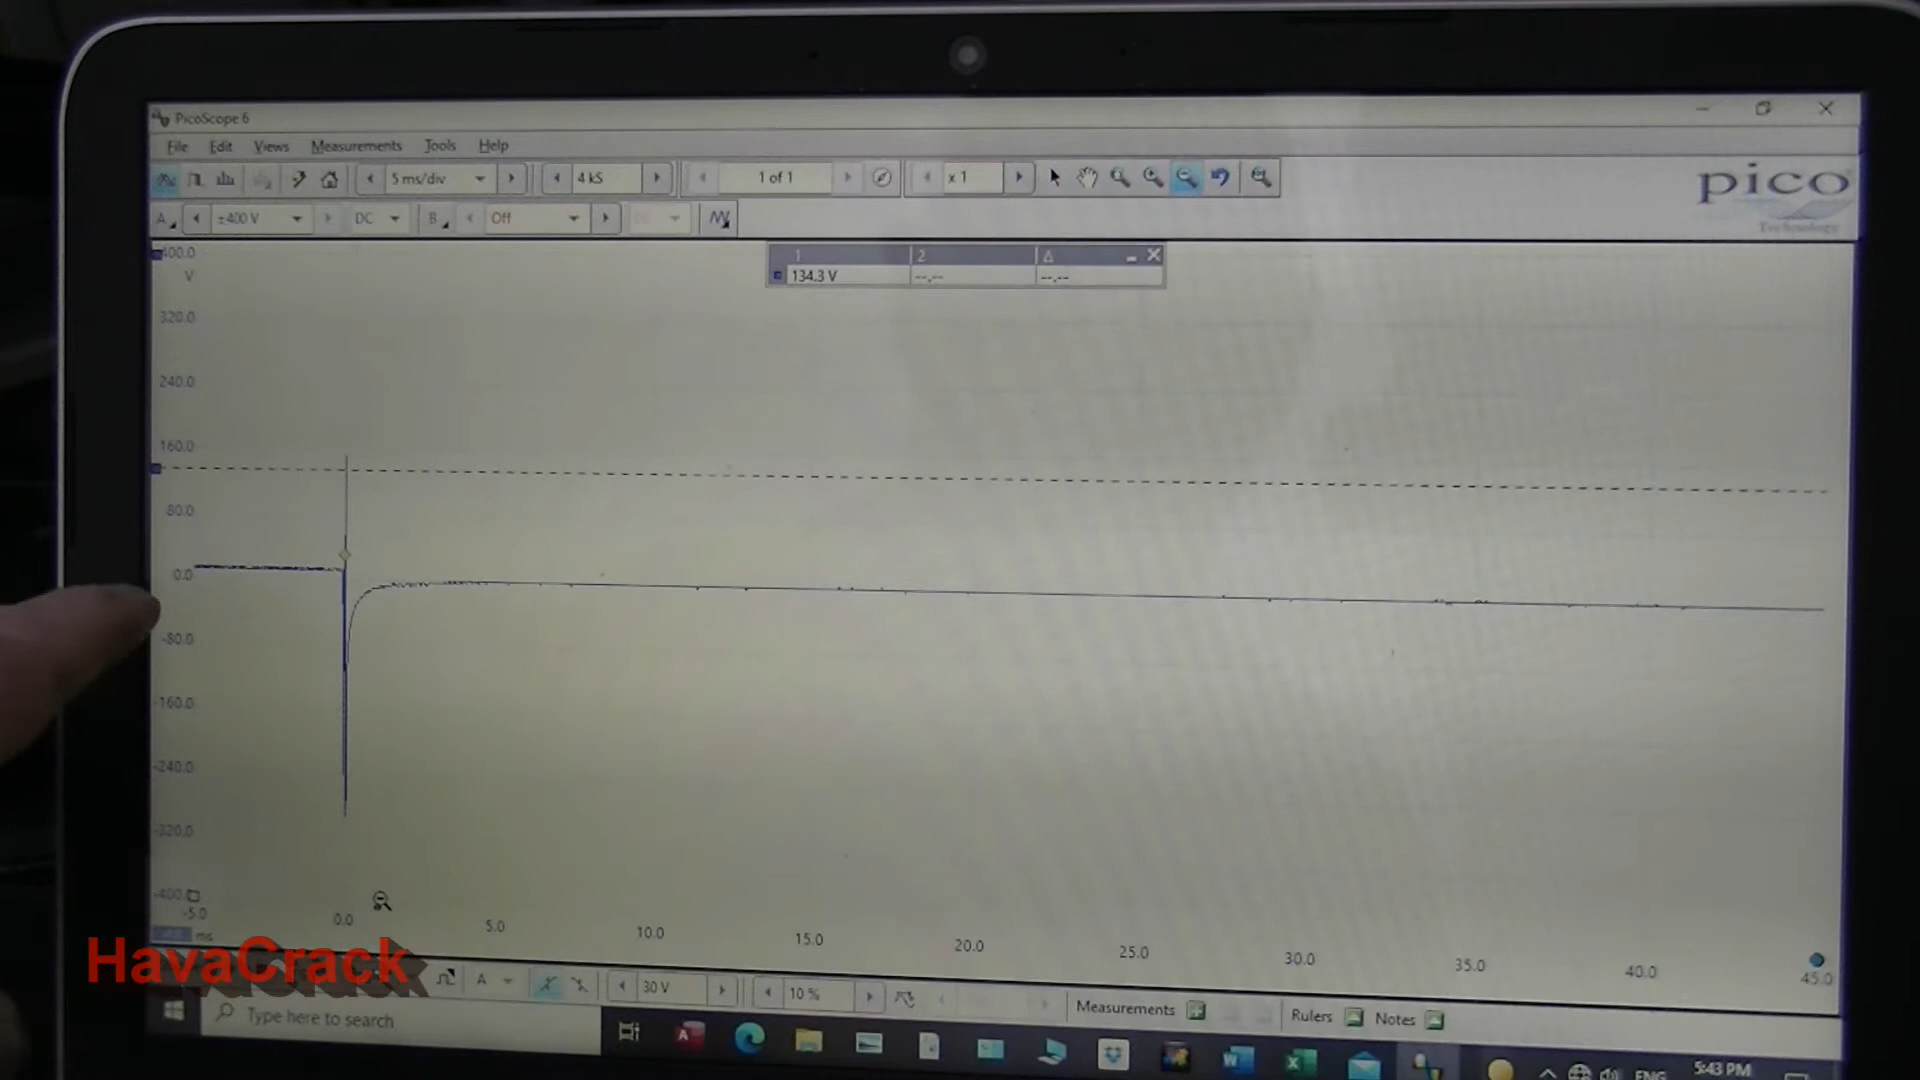 PicoScope 6
File Edit Views Measurements Tools Help
5 ms/div 4 kS 1 of 1 x 1
pico
Technology
A ±400 V DC B Off
400.0
V
1 2 Δ
134.3 V --.-- --.--
320.0
240.0
160.0
80.0
0.0
-80.0
-160.0
-240.0
-320.0
-400.0
-5.0 0.0 5.0 10.0 15.0 20.0 25.0 30.0 35.0 40.0 45.0
ms
HavaCrack
A 30 V 10 % Measurements Rulers Notes
Type here to search
ENG 5:43 PM